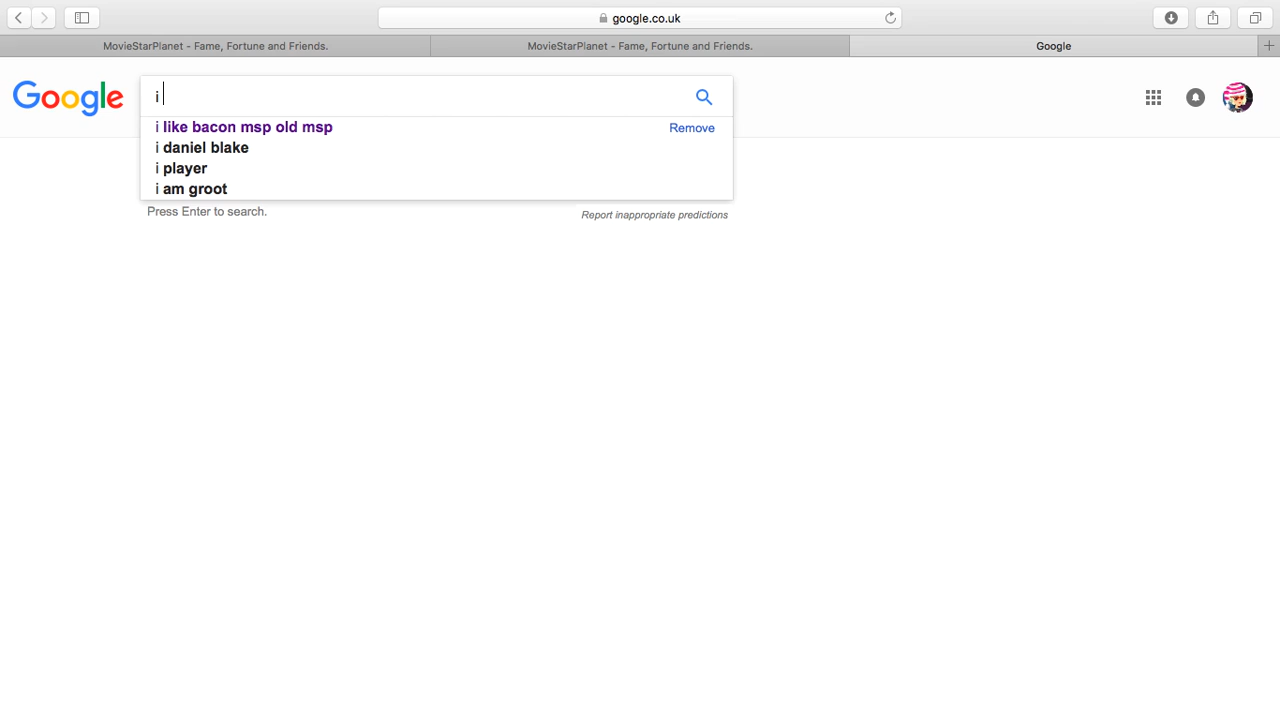 google.co.uk
MovieStarPlanet - Fame, Fortune and Friends.
MovieStarPlanet - Fame, Fortune and Friends.
Google
Google
i
i like bacon msp old msp
Remove
i daniel blake
i player
i am groot
Press Enter to search.
Report inappropriate predictions